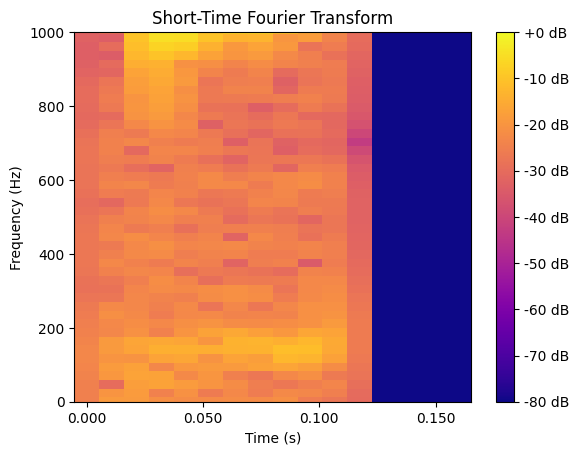 Short-Time Fourier Transform
1000
800
600
400
200
0
Frequency (Hz)
0.000
0.050
0.100
0.150
Time (s)
+0 dB
-10 dB
-20 dB
-30 dB
-40 dB
-50 dB
-60 dB
-70 dB
-80 dB